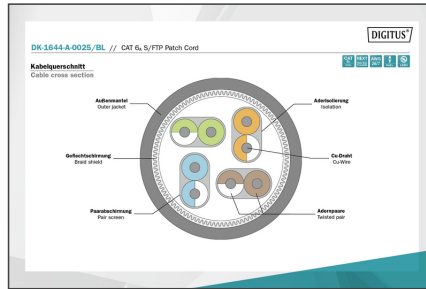 DIGITUS®
DK-1644-A-0025/BL // CAT 6A S/FTP Patch Cord
Kabelquerschnitt
Cable cross section
Außenmantel
Outer jacket
Aderisolierung
Isolation
Geflechtschirmung
Braid shield
Cu-Draht
Cu-Wire
Paarabschirmung
Pair screen
Adernpaare
Twisted pair